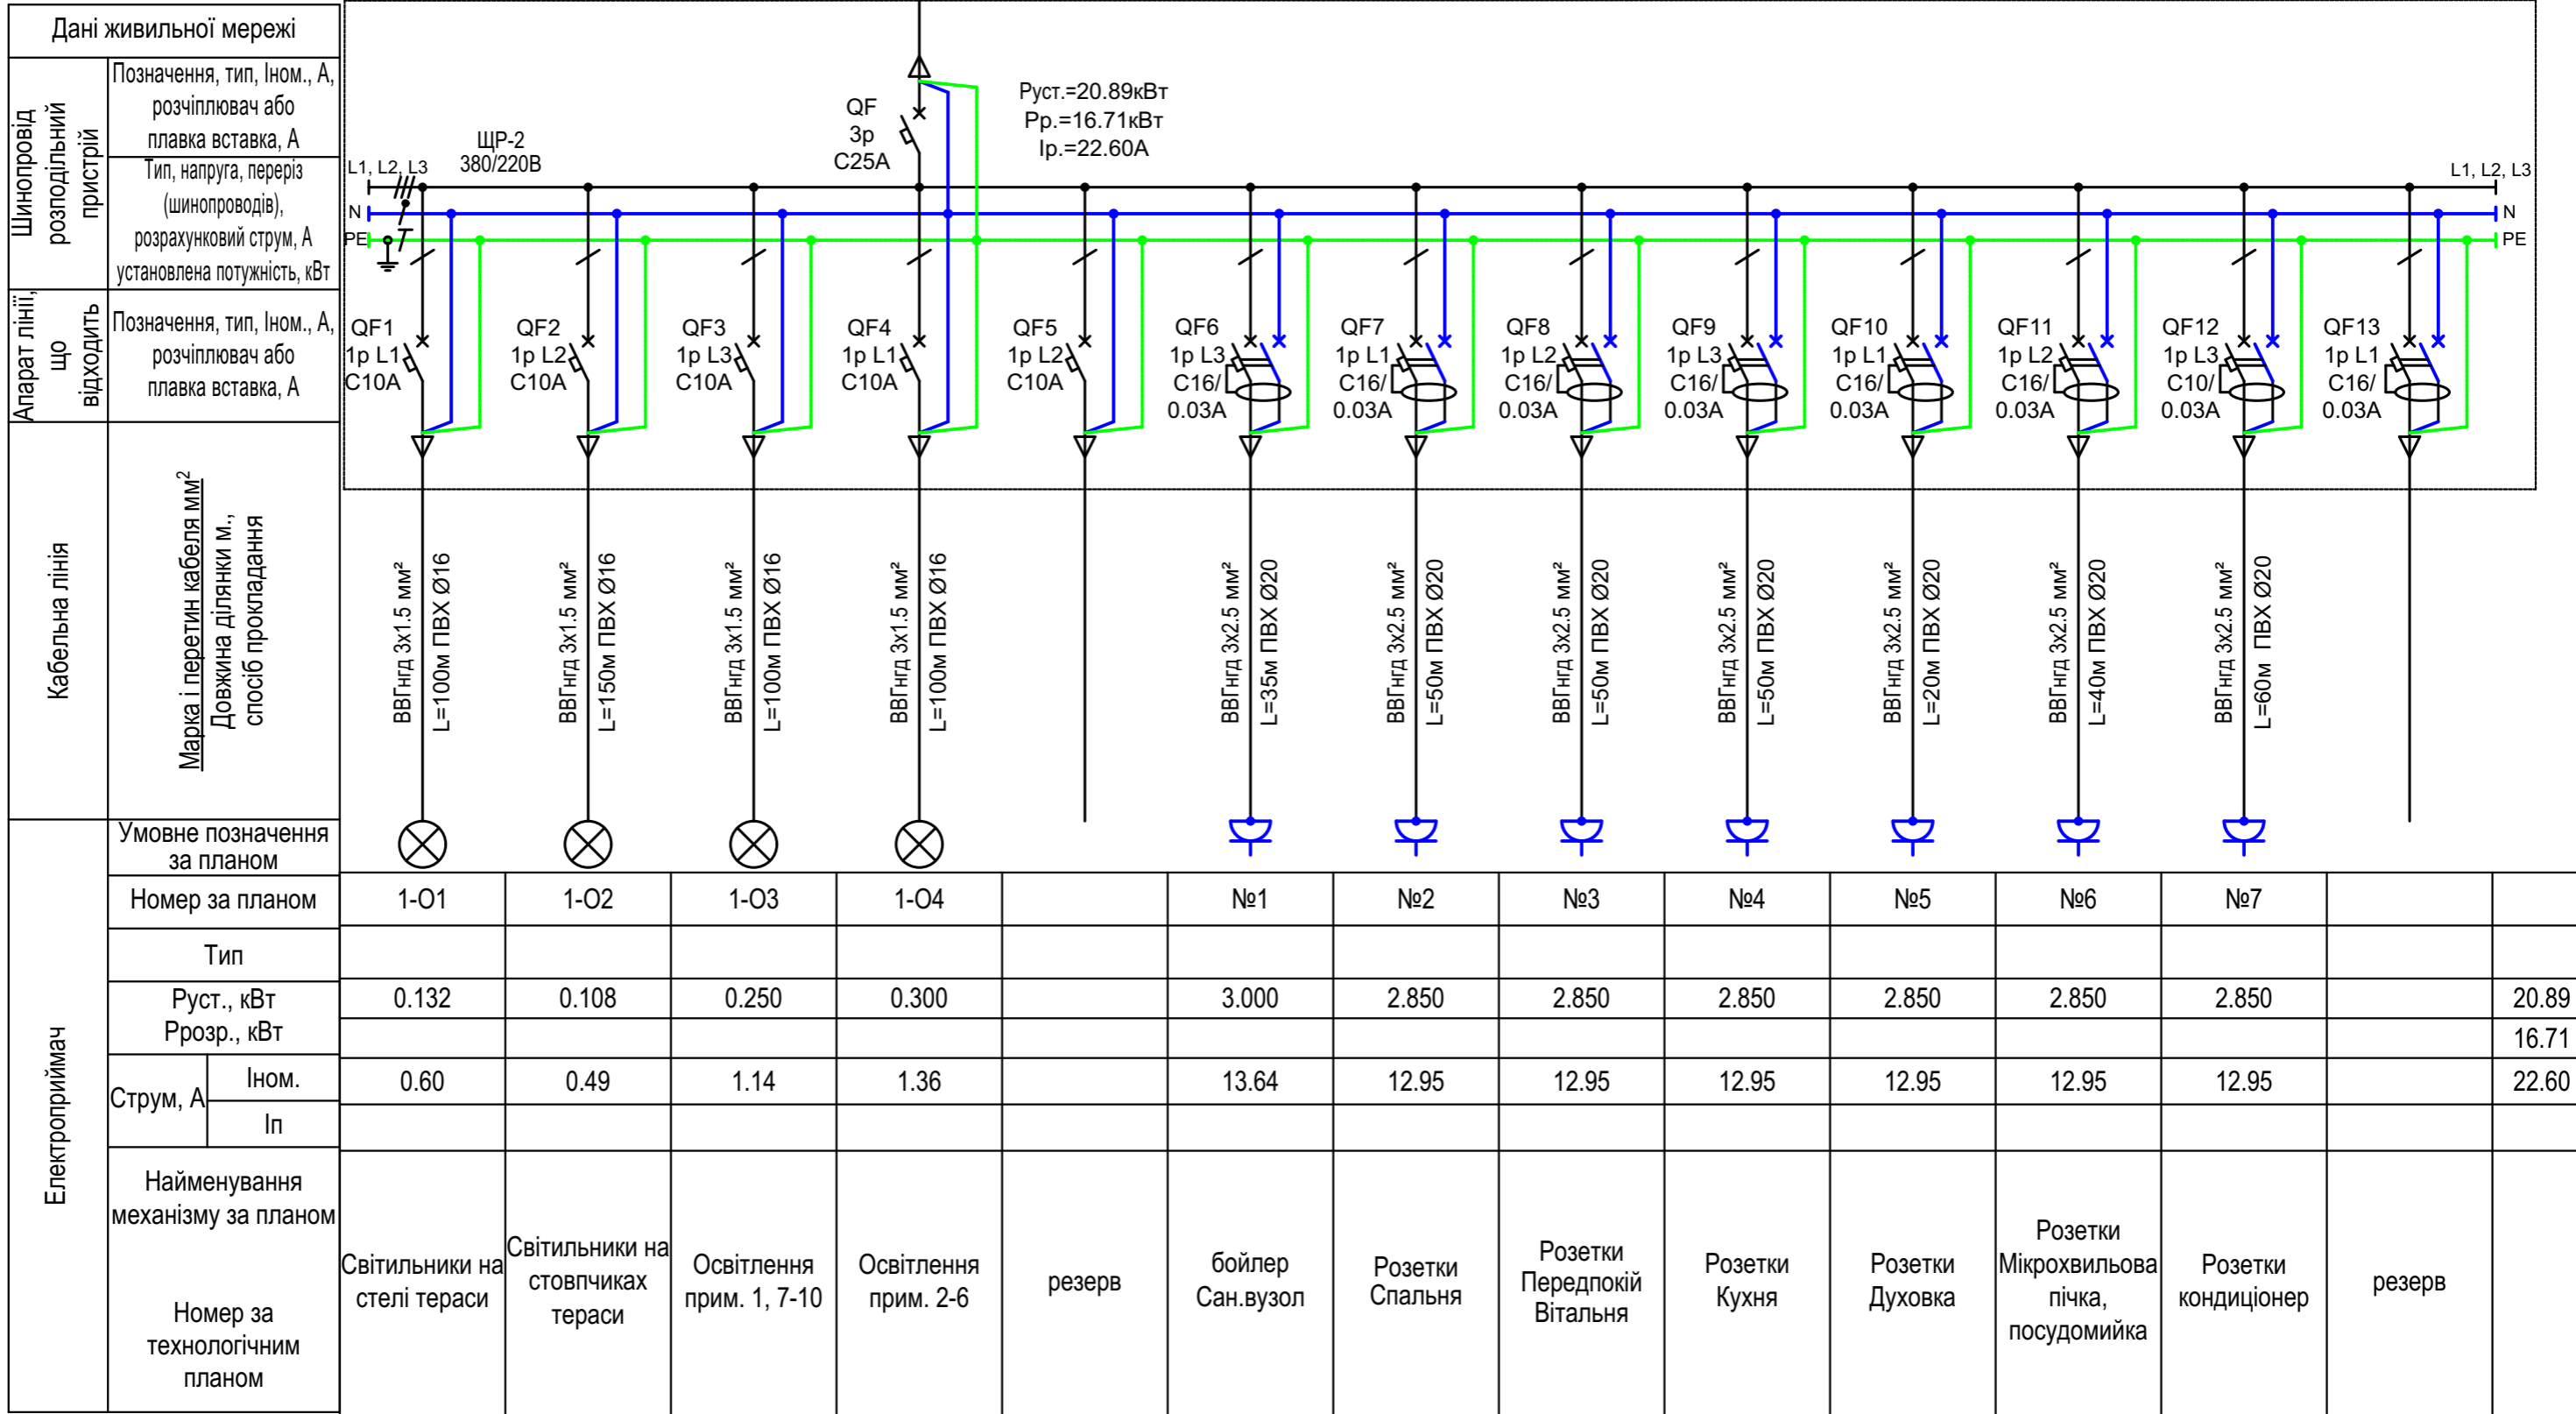 Дані живильної мережі
Шинопровід
розподільний
пристрій
Позначення, тип, Іном., А,
розчіплювач або
плавка вставка, А
Тип, напруга, переріз
(шинопроводів),
розрахунковий струм, А
установлена потужність, кВт
Апарат лінії,
що
відходить
Позначення, тип, Іном., А,
розчіплювач або
плавка вставка, А
Кабельна лінія
Марка і перетин кабеля мм²
Довжина ділянки м.,
спосіб прокладання
ЩР-2
380/220В
QF
3p
C25A
Руст.=20.89кВт
Рр.=16.71кВт
Ір.=22.60А
L1, L2, L3
N
PE
L1, L2, L3
N
PE
QF1
1p L1
C10A
QF2
1p L2
C10A
QF3
1p L3
C10A
QF4
1p L1
C10A
QF5
1p L2
C10A
QF6
1p L3
C16/
0.03A
QF7
1p L1
C16/
0.03A
QF8
1p L2
C16/
0.03A
QF9
1p L3
C16/
0.03A
QF10
1p L1
C16/
0.03A
QF11
1p L2
C16/
0.03A
QF12
1p L3
C10/
0.03A
QF13
1p L1
C16/
0.03A
ВВГнгд 3х1.5 мм²
L=100м ПВХ Ø16
ВВГнгд 3х1.5 мм²
L=150м ПВХ Ø16
ВВГнгд 3х1.5 мм²
L=100м ПВХ Ø16
ВВГнгд 3х1.5 мм²
L=100м ПВХ Ø16
ВВГнгд 3х2.5 мм²
L=35м ПВХ Ø20
ВВГнгд 3х2.5 мм²
L=50м ПВХ Ø20
ВВГнгд 3х2.5 мм²
L=50м ПВХ Ø20
ВВГнгд 3х2.5 мм²
L=50м ПВХ Ø20
ВВГнгд 3х2.5 мм²
L=20м ПВХ Ø20
ВВГнгд 3х2.5 мм²
L=40м ПВХ Ø20
ВВГнгд 3х2.5 мм²
L=60м ПВХ Ø20
Електроприймач
Умовне позначення
за планом
Номер за планом 1-О1 1-О2 1-О3 1-О4 №1 №2 №3 №4 №5 №6 №7
Тип
Руст., кВт 0.132 0.108 0.250 0.300 3.000 2.850 2.850 2.850 2.850 2.850 2.850 20.89
Ррозр., кВт 16.71
Струм, А
Іном. 0.60 0.49 1.14 1.36 13.64 12.95 12.95 12.95 12.95 12.95 12.95 22.60
Іп
Найменування
механізму за планом
Номер за
технологічним
планом
Світильники на
стелі тераси
Світильники на
стовпчиках
тераси
Освітлення
прим. 1, 7-10
Освітлення
прим. 2-6
резерв
бойлер
Сан.вузол
Розетки
Спальня
Розетки
Передпокій
Вітальня
Розетки
Кухня
Розетки
Духовка
Розетки
Мікрохвильова
пічка,
посудомийка
Розетки
кондиціонер
резерв